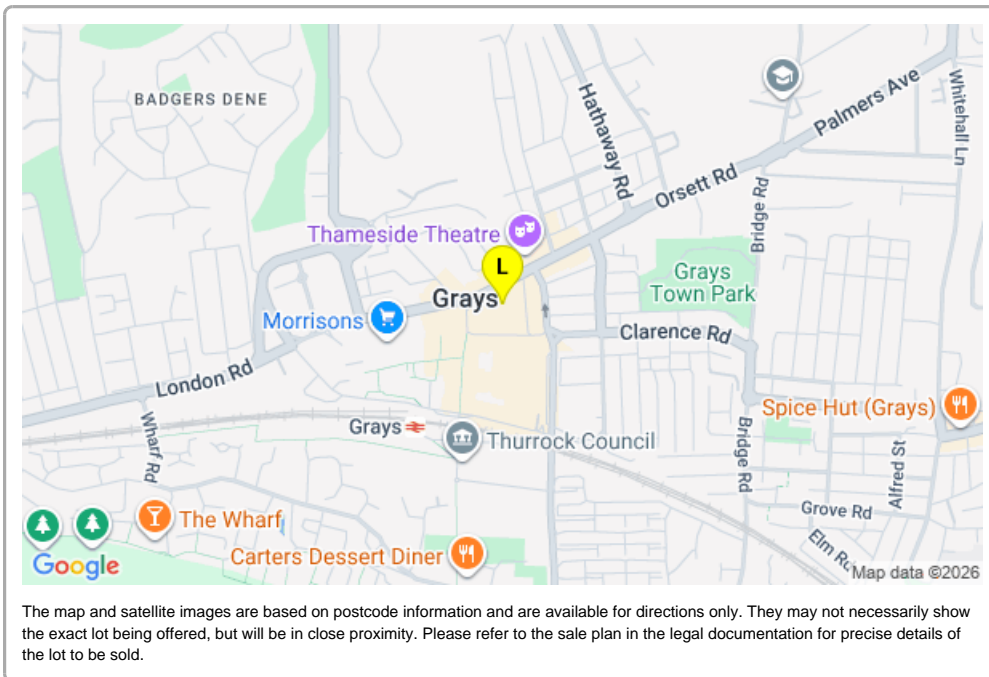 BADGERS DENE
Hathaway Rd
Palmers Ave
Whitehall Ln
Orsett Rd
Bridge Rd
Thameside Theatre
L
Grays
Grays
Town Park
Morrisons
Clarence Rd
London Rd
Spice Hut (Grays)
Wharf Rd
Grays
Thurrock Council
Bridge Rd
Alfred St
The Wharf
Grove Rd
Elm Rd
Carters Dessert Diner
Google
Map data ©2026
The map and satellite images are based on postcode information and are available for directions only. They may not necessarily show
the exact lot being offered, but will be in close proximity. Please refer to the sale plan in the legal documentation for precise details of
the lot to be sold.